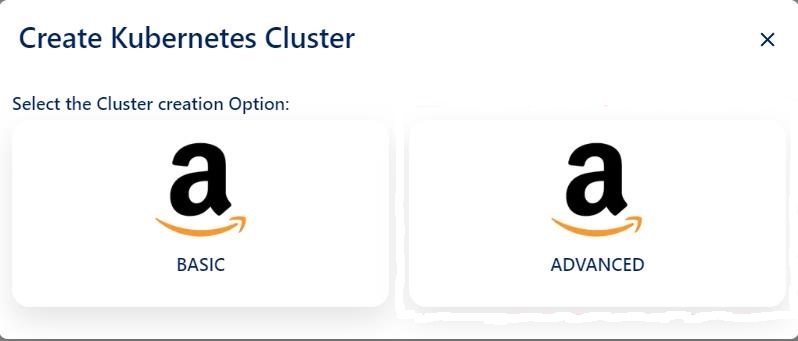 Create Kubernetes Cluster
Select the Cluster creation Option:
a a
BASIC ADVANCED